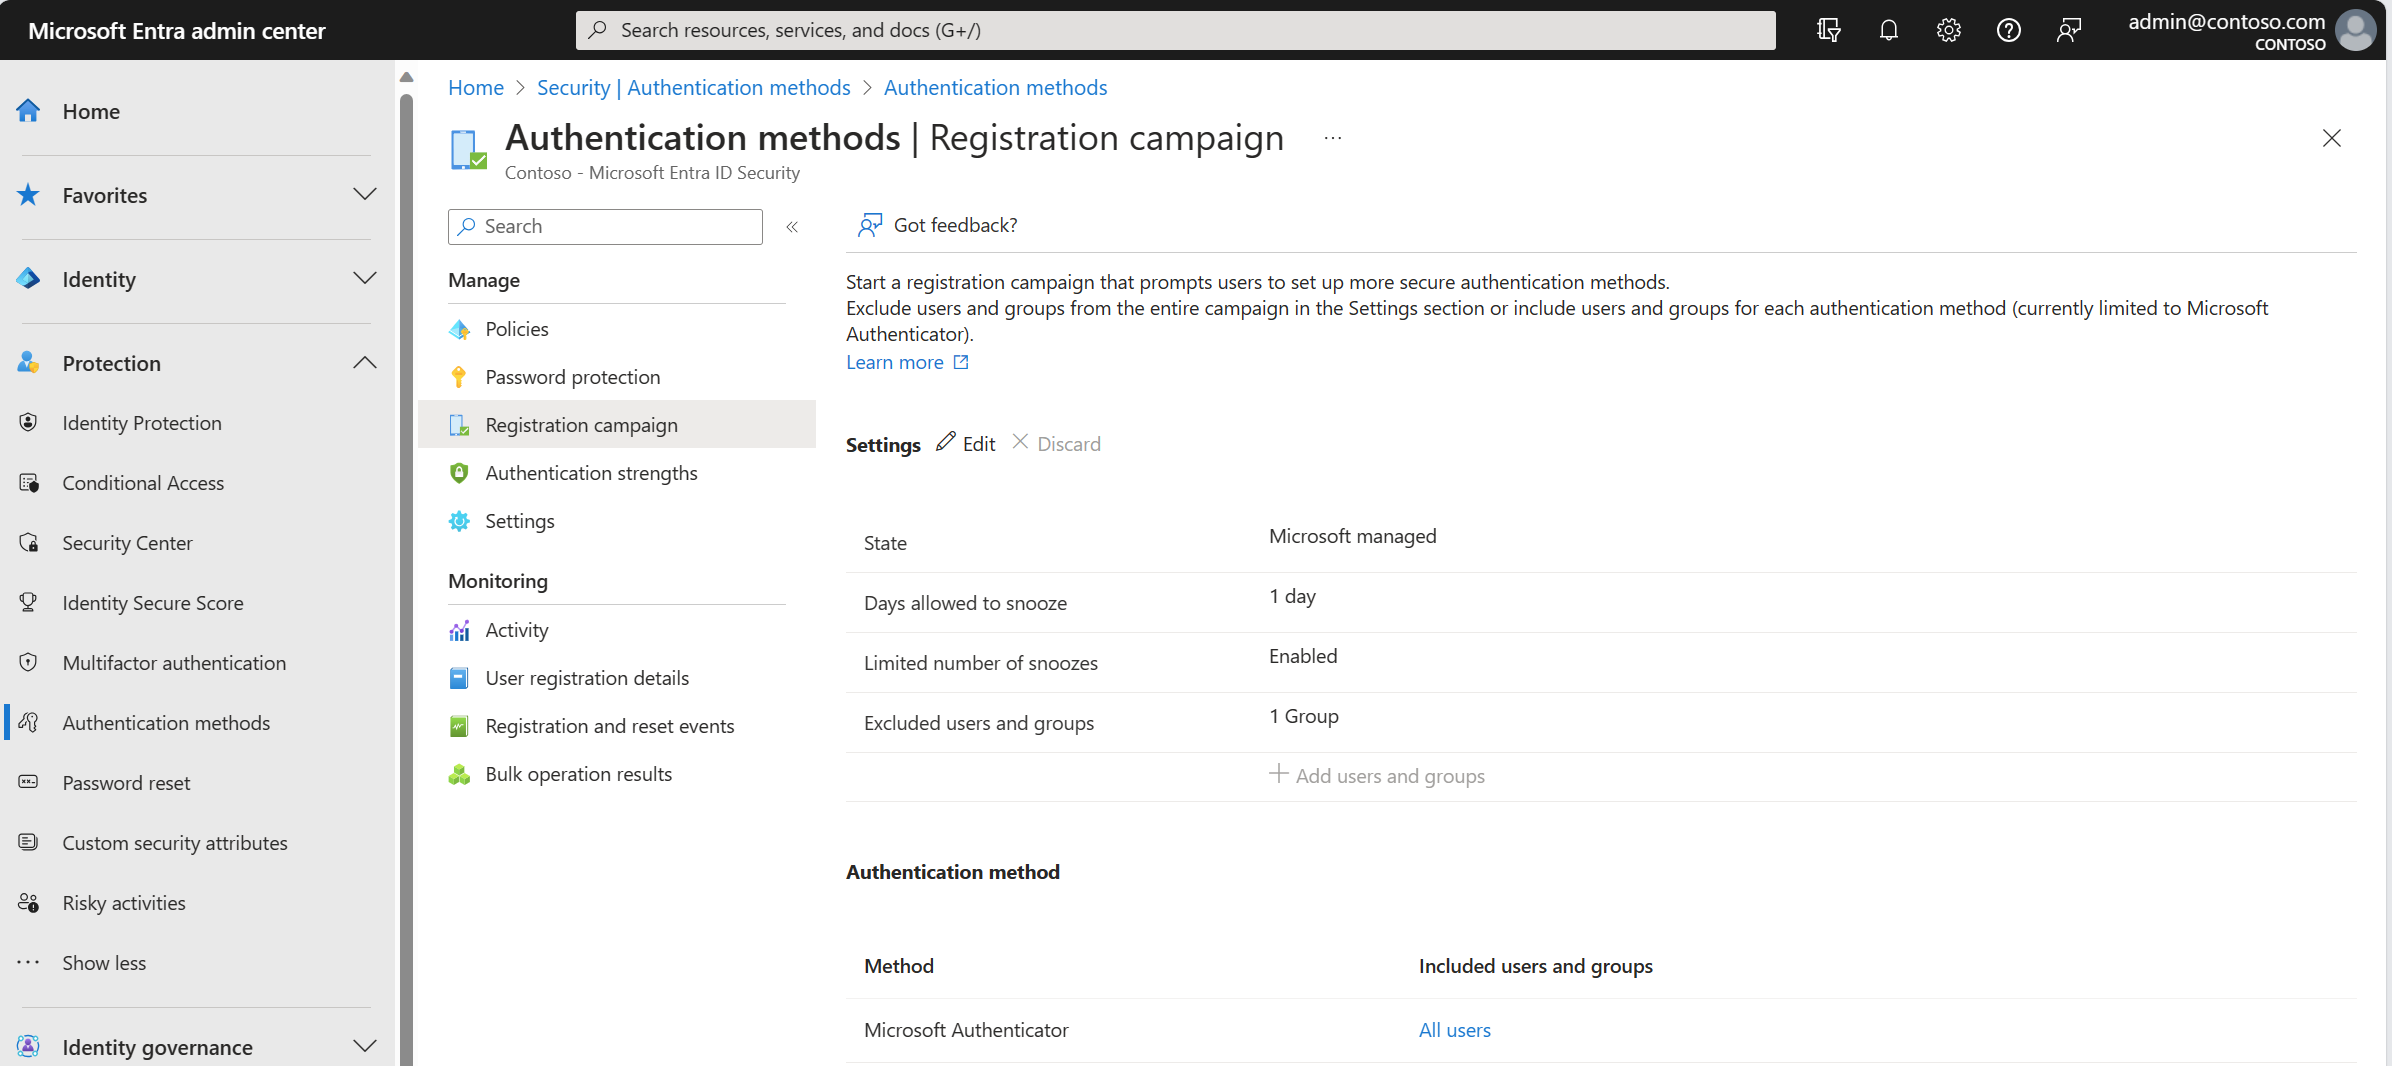 Microsoft Entra admin center
Search resources, services, and docs (G+/)
admin@contoso.com
CONTOSO
Home
Favorites
Identity
Protection
Identity Protection
Conditional Access
Security Center
Identity Secure Score
Multifactor authentication
Authentication methods
Password reset
Custom security attributes
Risky activities
Show less
Identity governance
Home > Security | Authentication methods > Authentication methods
Authentication methods | Registration campaign ...
Contoso - Microsoft Entra ID Security
Search
Manage
Policies
Password protection
Registration campaign
Authentication strengths
Settings
Monitoring
Activity
User registration details
Registration and reset events
Bulk operation results
Got feedback?
Start a registration campaign that prompts users to set up more secure authentication methods.
Exclude users and groups from the entire campaign in the Settings section or include users and groups for each authentication method (currently limited to Microsoft
Authenticator).
Learn more
Settings Edit Discard
State Microsoft managed
Days allowed to snooze 1 day
Limited number of snoozes Enabled
Excluded users and groups 1 Group
+ Add users and groups
Authentication method
Method Included users and groups
Microsoft Authenticator All users